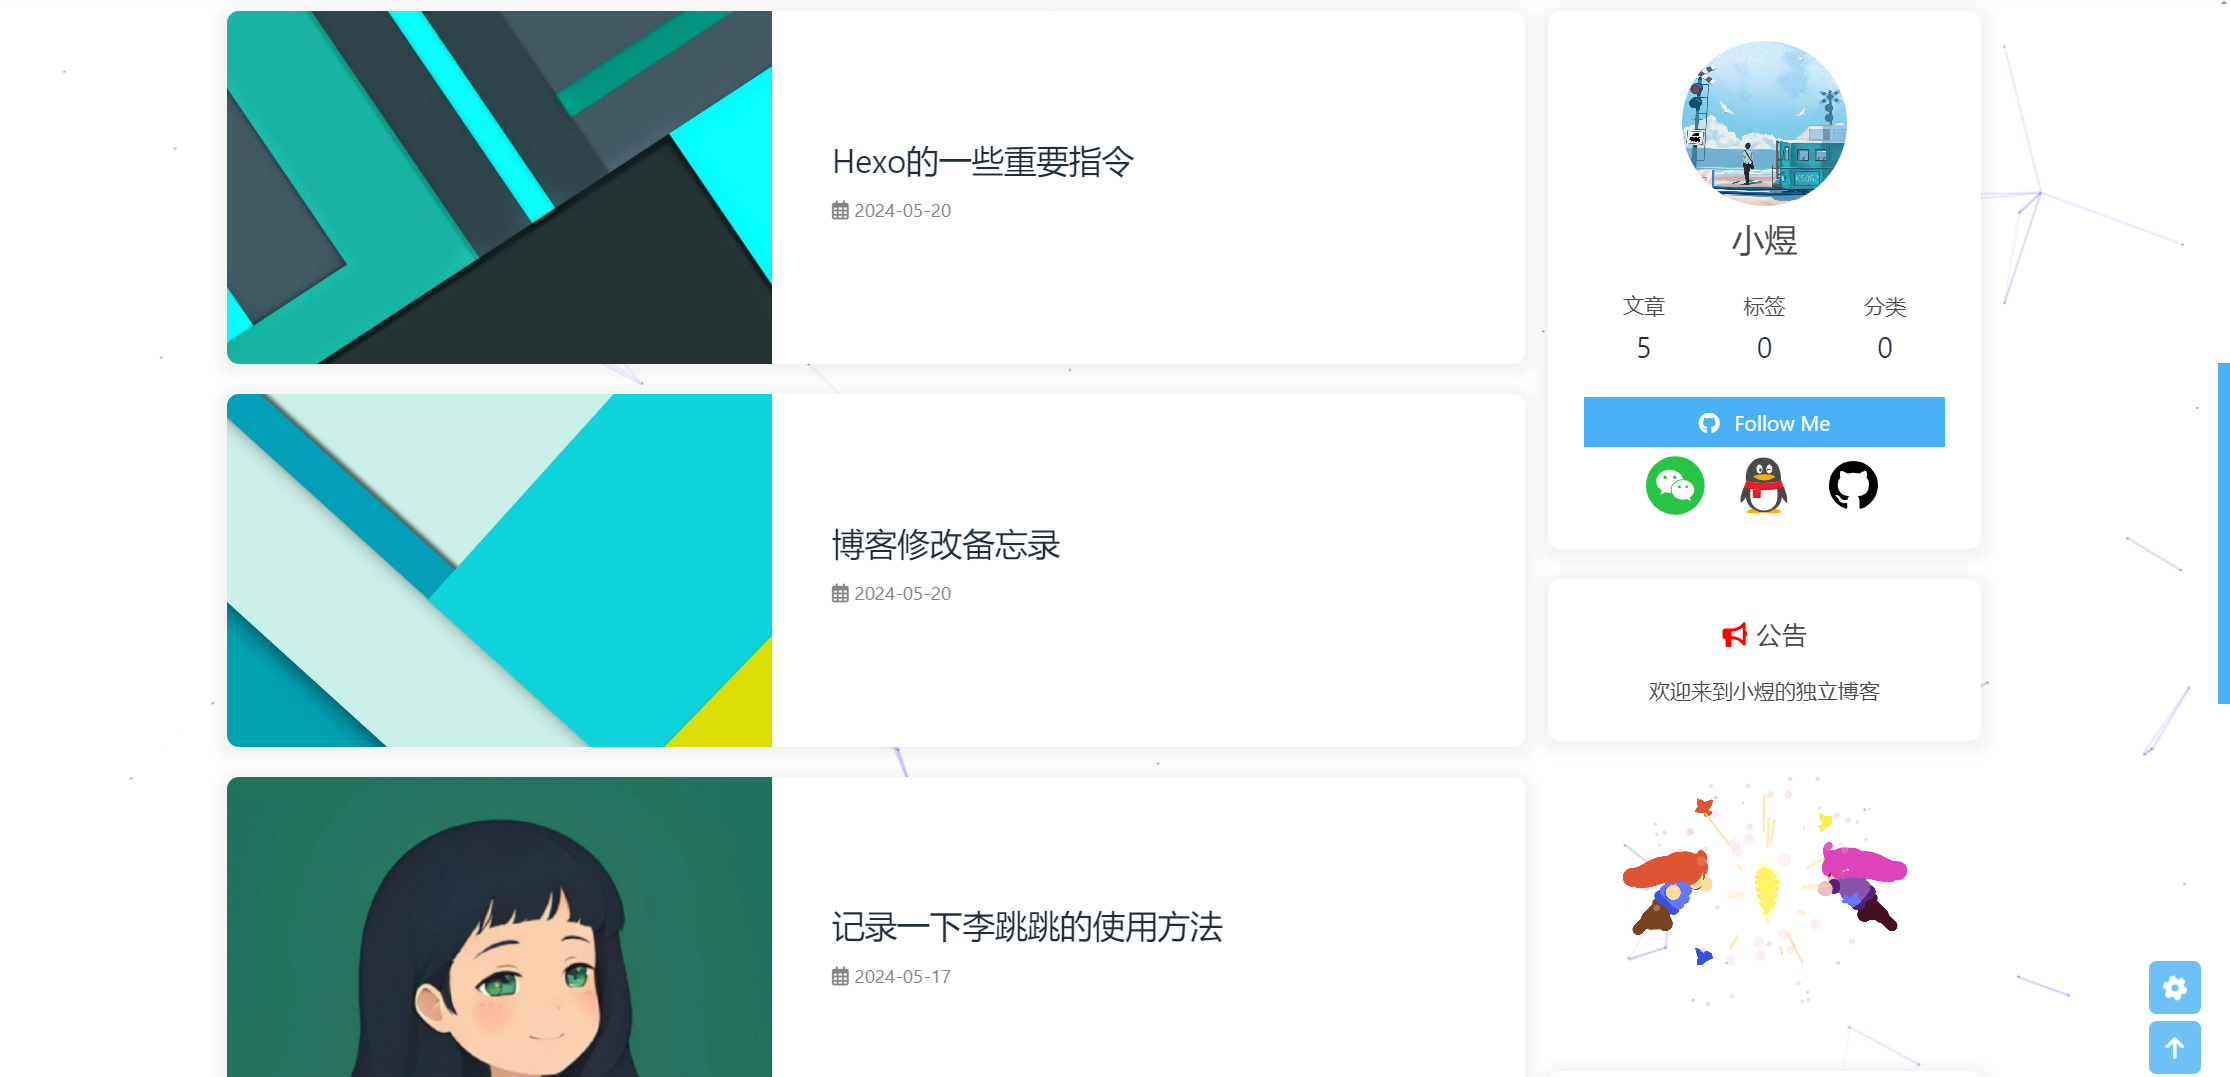 Hexo的一些重要指令
2024-05-20
博客修改备忘录
2024-05-20
记录一下李跳跳的使用方法
2024-05-17
小煜
文章 标签 分类
5 0 0
Follow Me
公告
欢迎来到小煜的独立博客